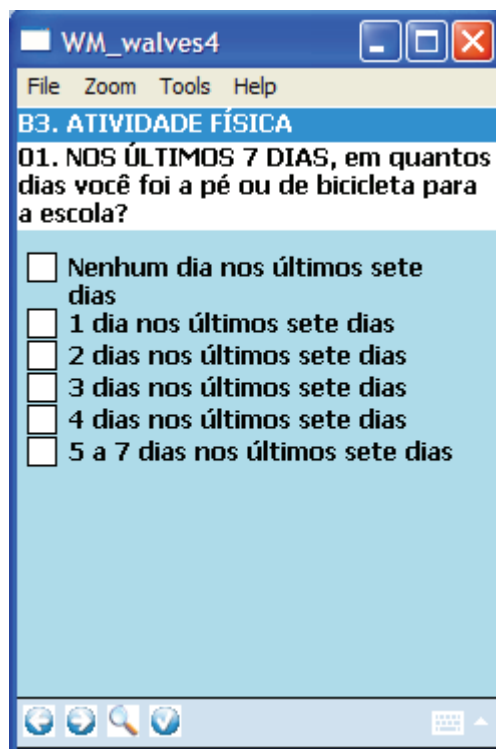 WM_walves4
File Zoom Tools Help
B3. ATIVIDADE FÍSICA
01. NOS ÚLTIMOS 7 DIAS, em quantos
dias você foi a pé ou de bicicleta para
a escola?
Nenhum dia nos últimos sete
dias
1 dia nos últimos sete dias
2 dias nos últimos sete dias
3 dias nos últimos sete dias
4 dias nos últimos sete dias
5 a 7 dias nos últimos sete dias